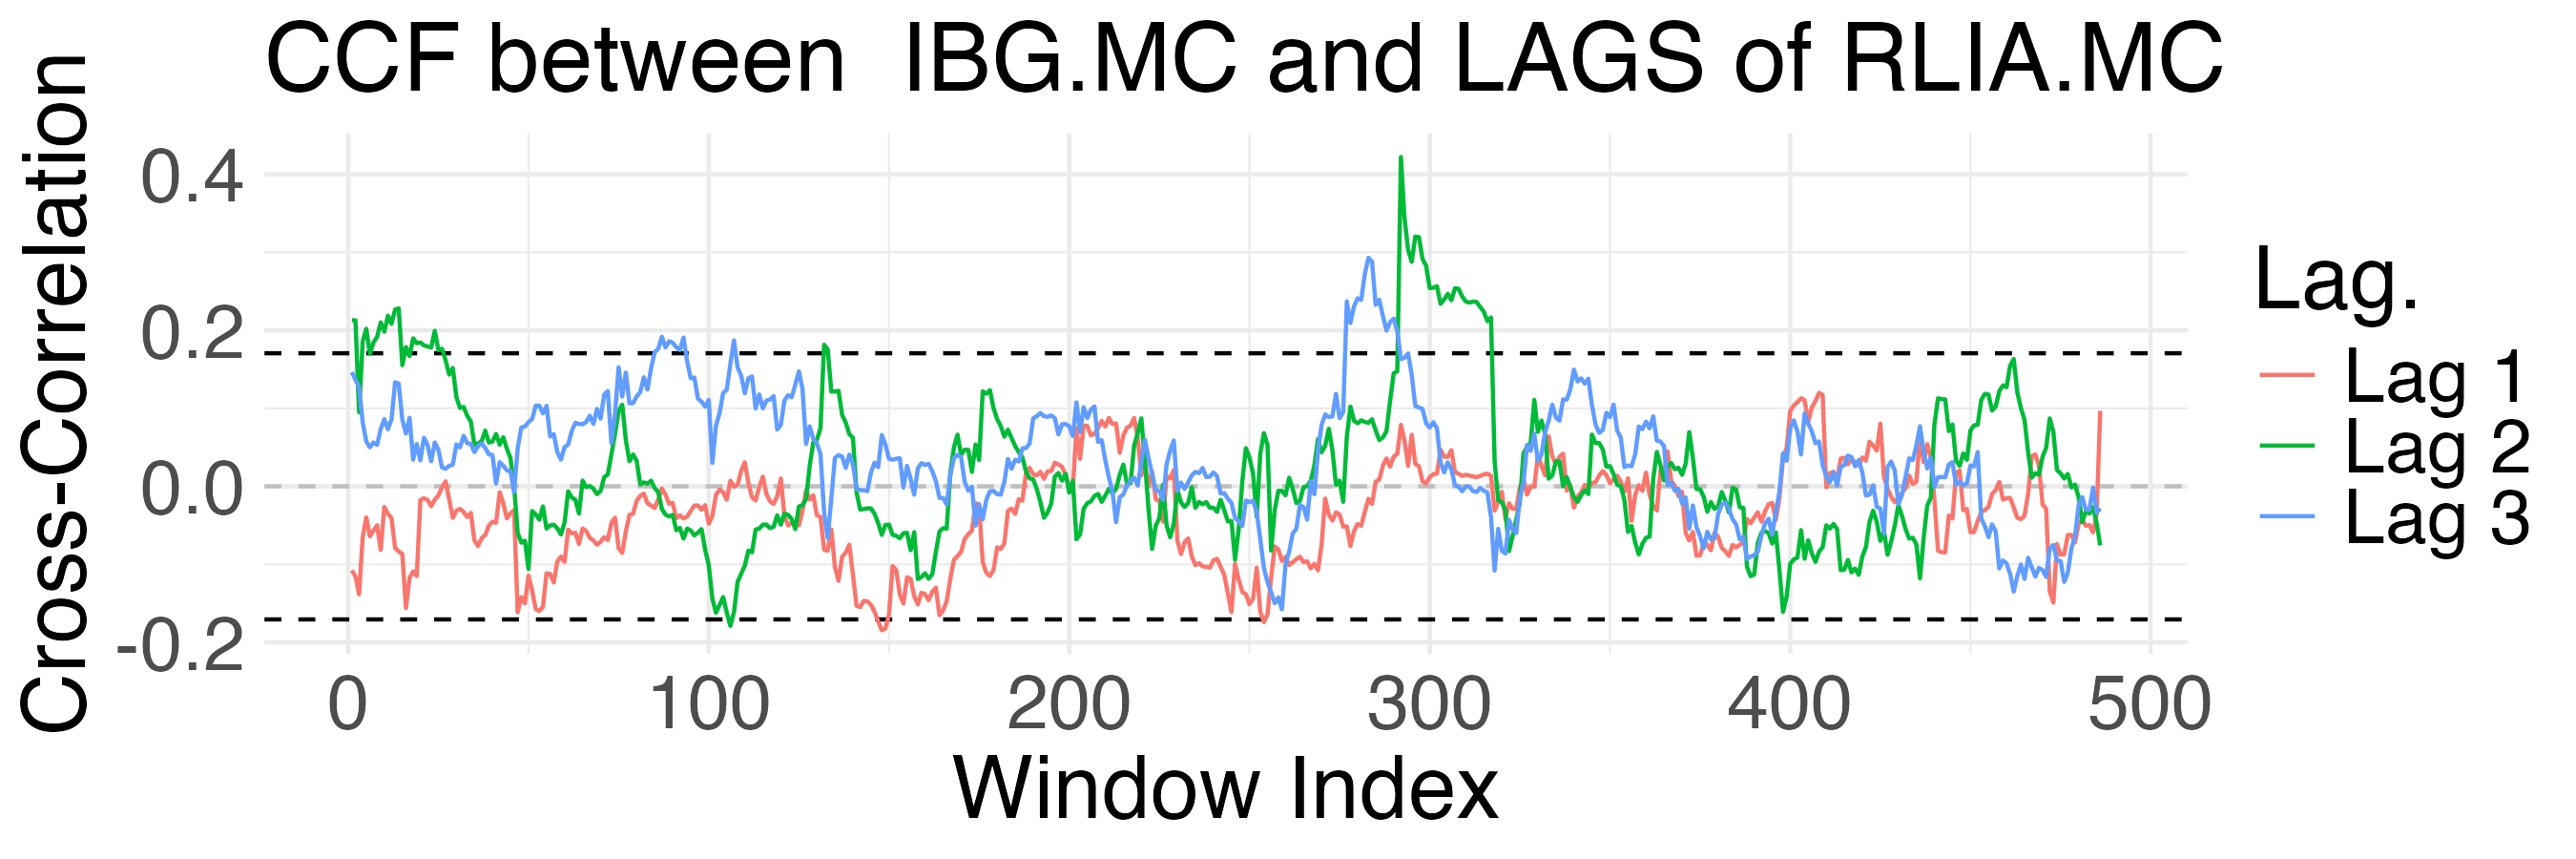 CCF between  IBG.MC and LAGS of RLIA.MC
Cross-Correlation
0.4
0.2
0.0
-0.2
0
100
200
300
400
500
Window Index
Lag.
Lag 1
Lag 2
Lag 3